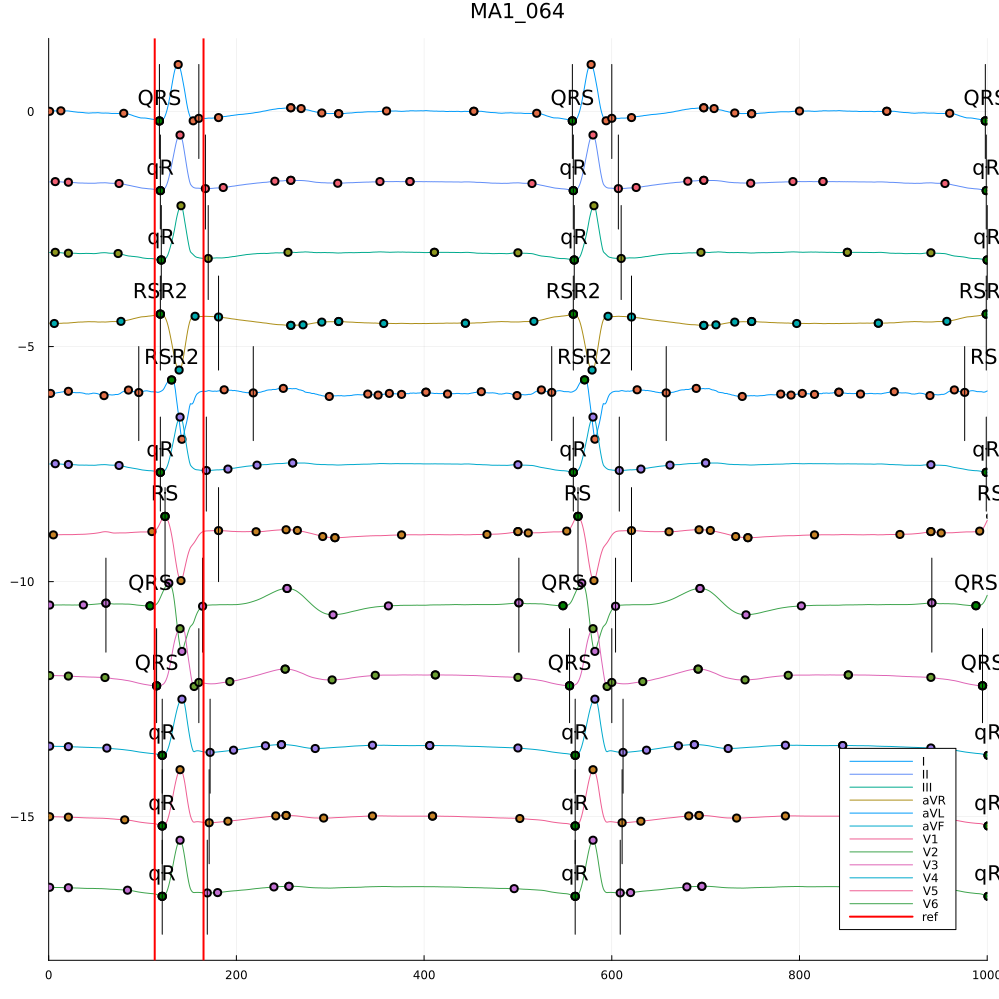 MA1_064
0
QRS QRS QRS
qR qR qR
qR qR qR
RSR2 RSR2 RSR
−5
RSR2 RSR2 RS
qR qR qR
RS RS RS
−10
QRS QRS QRS
QRS QRS QRS
qR qR qR
I
II
III
aVR
aVL
aVF
V1
V2
V3
V4
V5
V6
ref
qR qR qR
−15
qR qR qR
0 200 400 600 800 1000